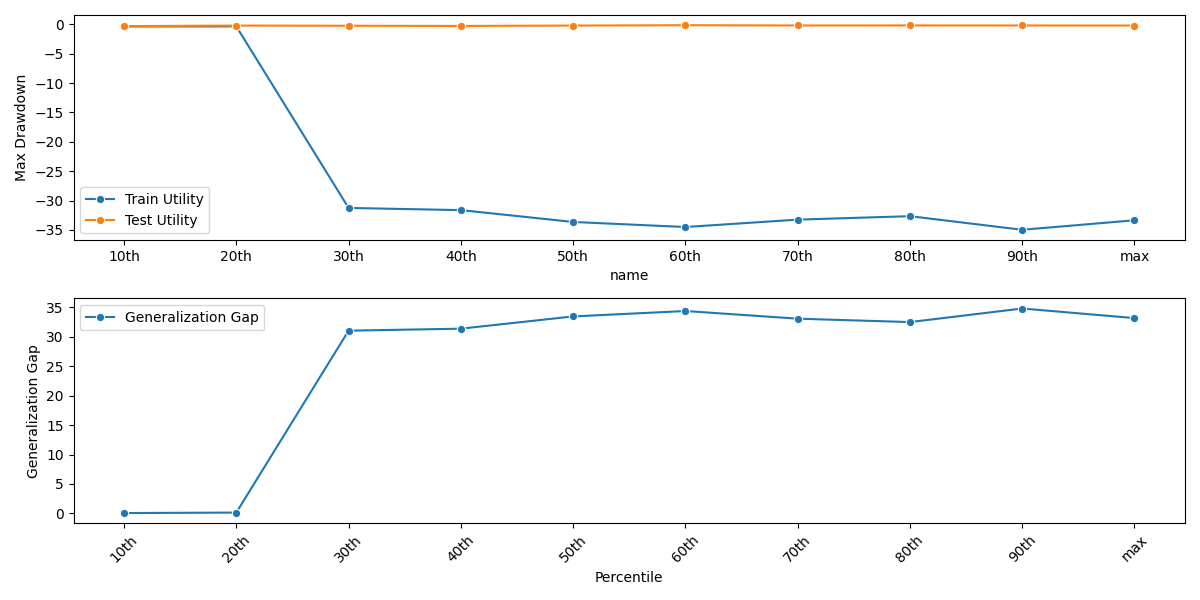 Max Drawdown
0
−5
−10
−15
−20
−25
−30
−35
Train Utility
Test Utility
10th 20th 30th 40th 50th 60th 70th 80th 90th max
name
Generalization Gap
35
30
25
20
15
10
5
0
Generalization Gap
10th 20th 30th 40th 50th 60th 70th 80th 90th max
Percentile